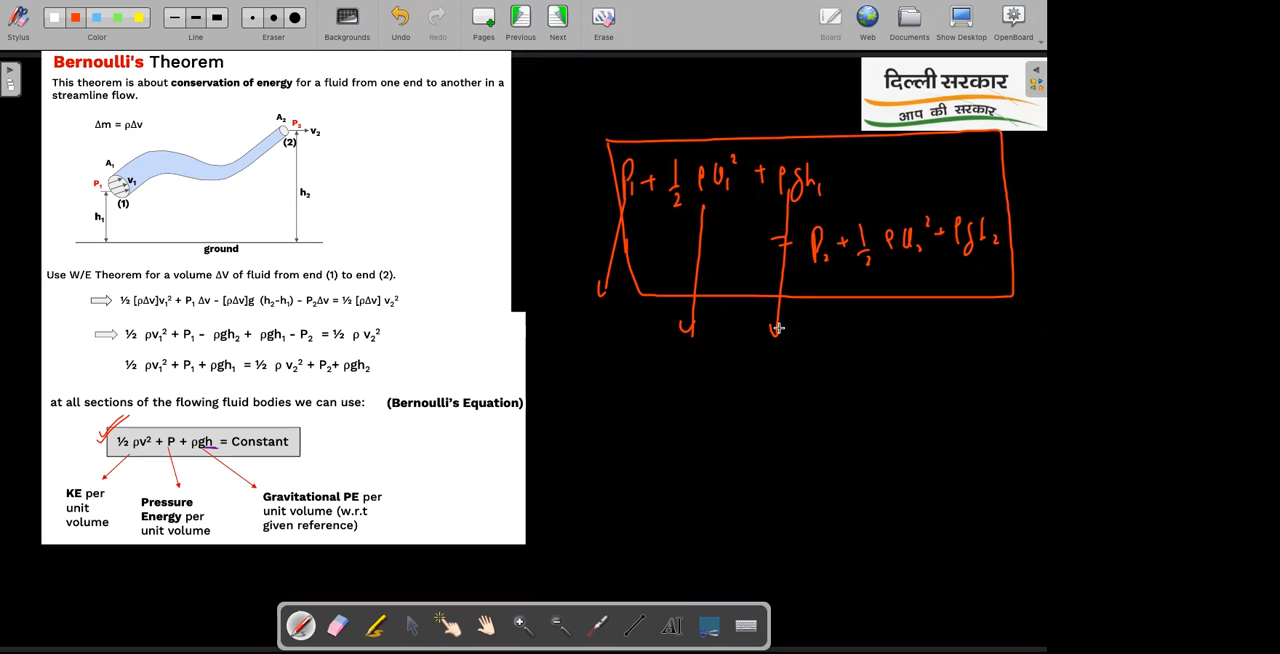 Stylus
Color
Line
Eraser
Backgrounds
Undo
Redo
Pages
Previous
Next
Erase
Board
Web
Documents
Show Desktop
OpenBoard
Bernoulli's Theorem
This theorem is about conservation of energy for a fluid from one end to another in a
streamline flow.
Δm = ρΔv
A₂ P₂
v₂
(2)
A₁
P₁ v₁
(1)
h₁
h₂
ground
Use W/E Theorem for a volume ΔV of fluid from end (1) to end (2).
½ [ρΔv]v₁² + P₁ Δv - [ρΔv]g (h₂-h₁) - P₂Δv = ½ [ρΔv] v₂²
½ ρv₁² + P₁ - ρgh₂ + ρgh₁ - P₂ = ½ ρ v₂²
½ ρv₁² + P₁ + ρgh₁ = ½ ρ v₂² + P₂+ ρgh₂
at all sections of the flowing fluid bodies we can use: (Bernoulli's Equation)
½ ρv² + P + ρgh = Constant
KE per
unit
volume
Pressure
Energy per
unit volume
Gravitational PE per
unit volume (w.r.t
given reference)
दिल्ली सरकार
आप की सरकार
P₁ + ½ ρv₁² + ρgh₁
= P₂ + ½ ρv₂² + ρgh₂
AI